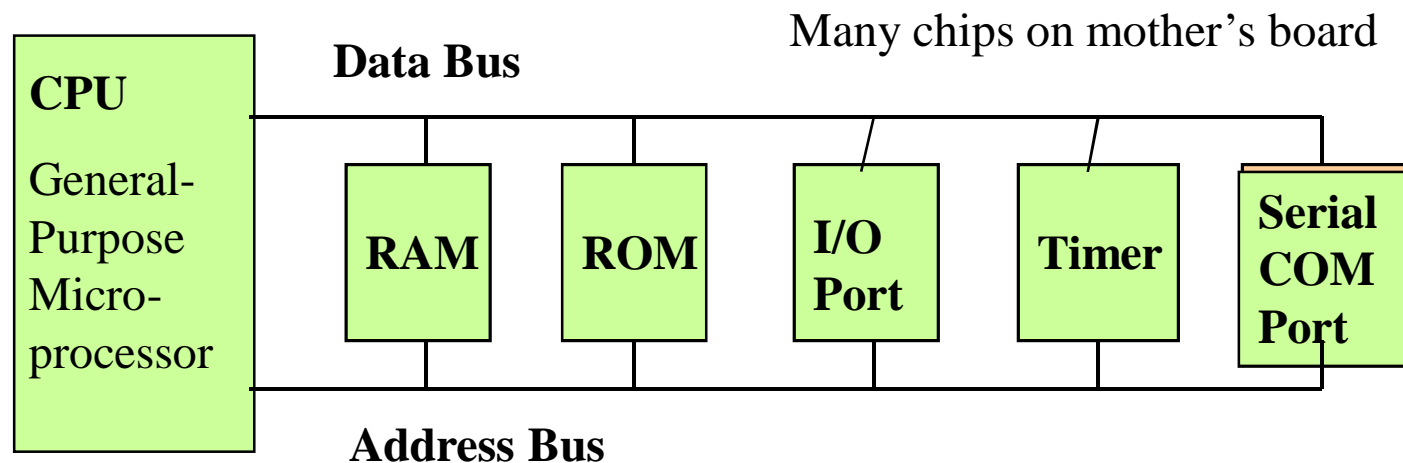 Many chips on mother's board
Data Bus
CPU
General-
Purpose
Micro-
processor
RAM
ROM
I/O
Port
Timer
Serial
COM
Port
Address Bus